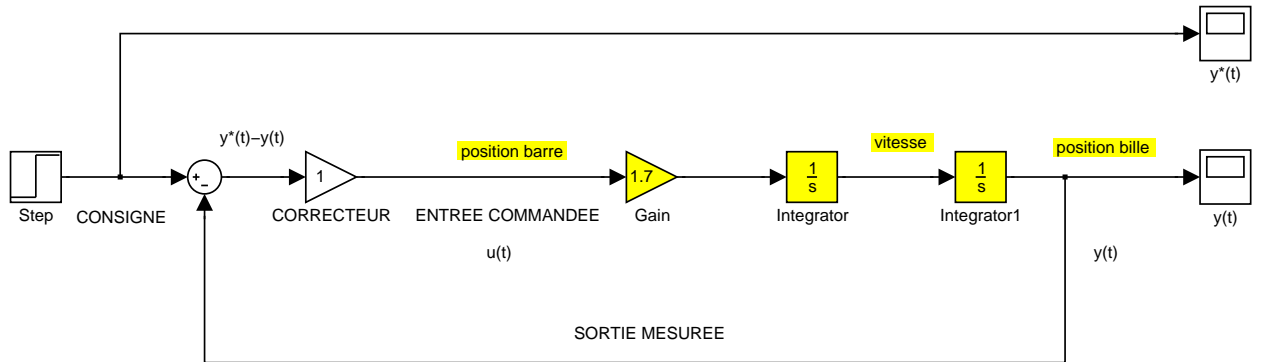 y*(t)
y*(t)−y(t)
position barre
vitesse
position bille
+
−
1
1.7
1
s
1
s
Step
CONSIGNE
CORRECTEUR
ENTREE COMMANDEE
Gain
Integrator
Integrator1
y(t)
u(t)
y(t)
SORTIE MESUREE